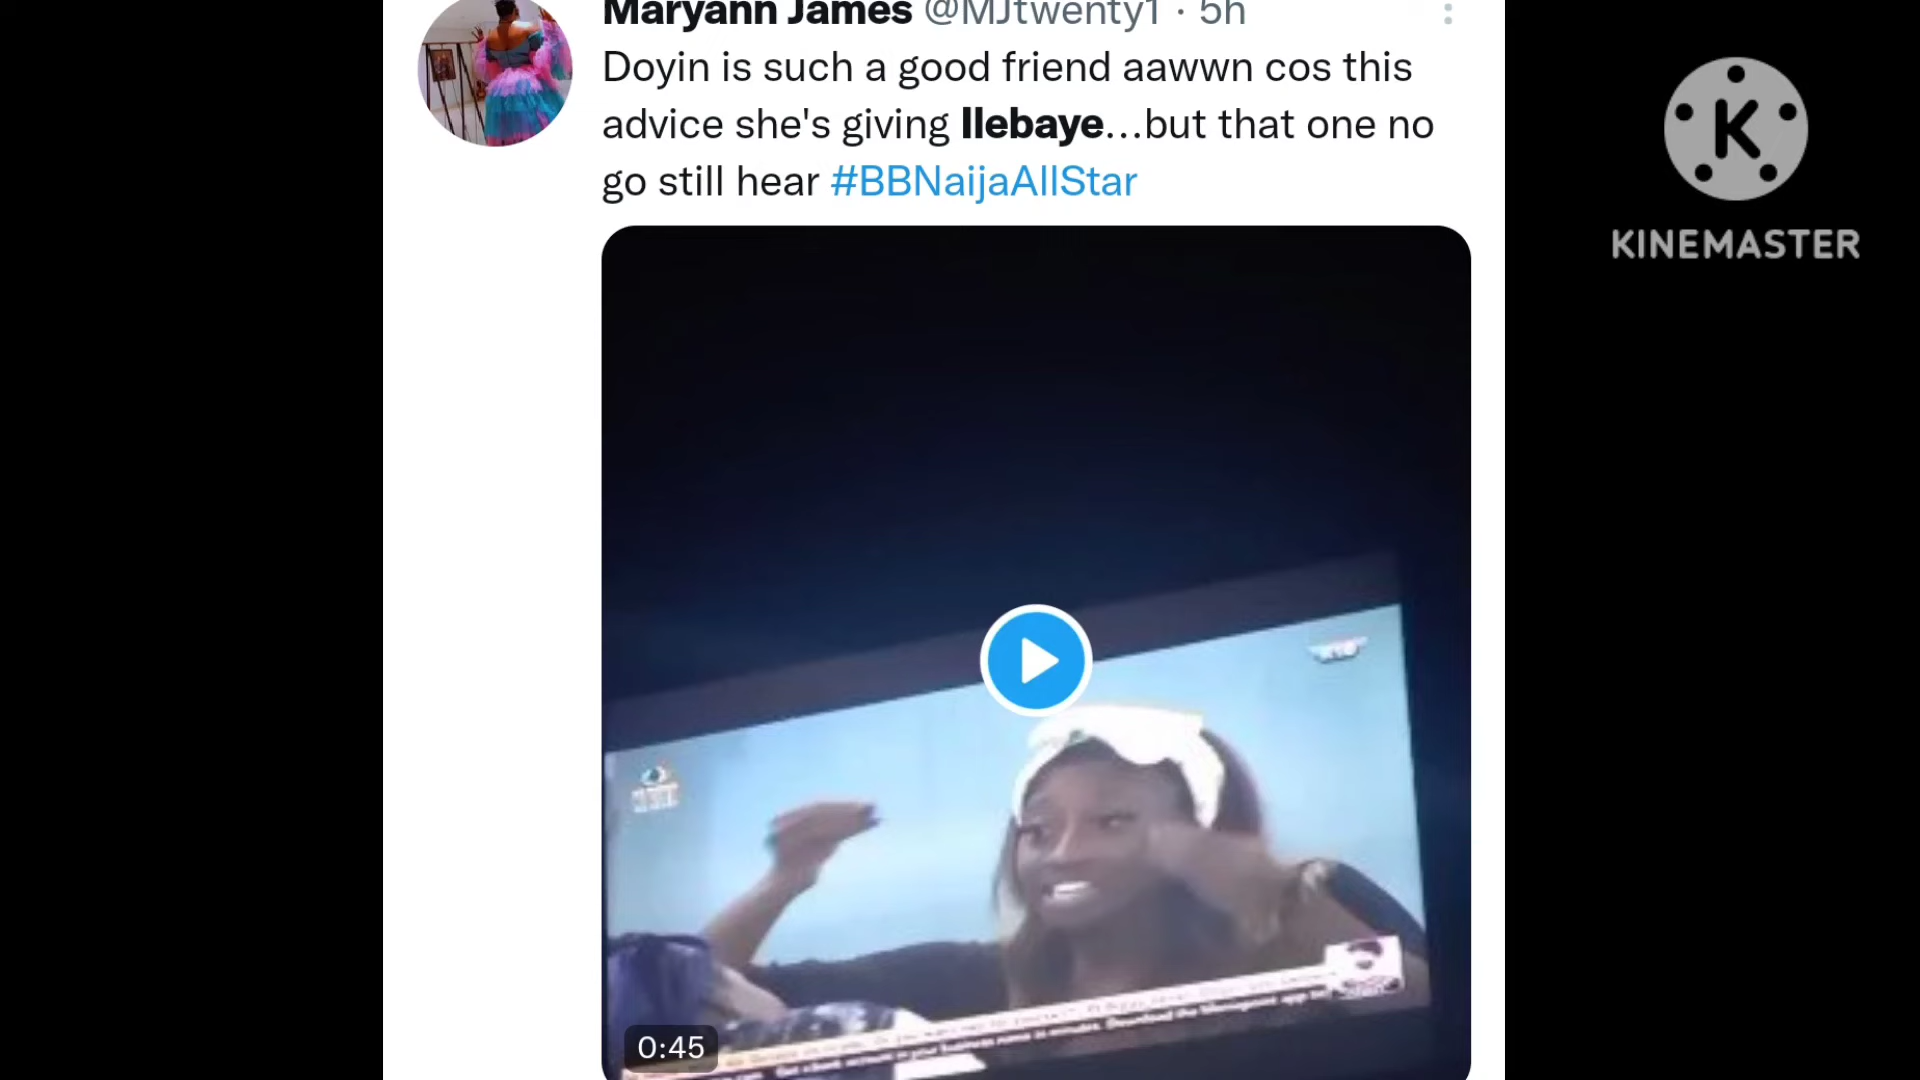 Maryann James @MJtwenty1 · 5h
Doyin is such a good friend aawwn cos this
advice she's giving Ilebaye...but that one no
go still hear #BBNaijaAllStar
K
KINEMASTER
0:45